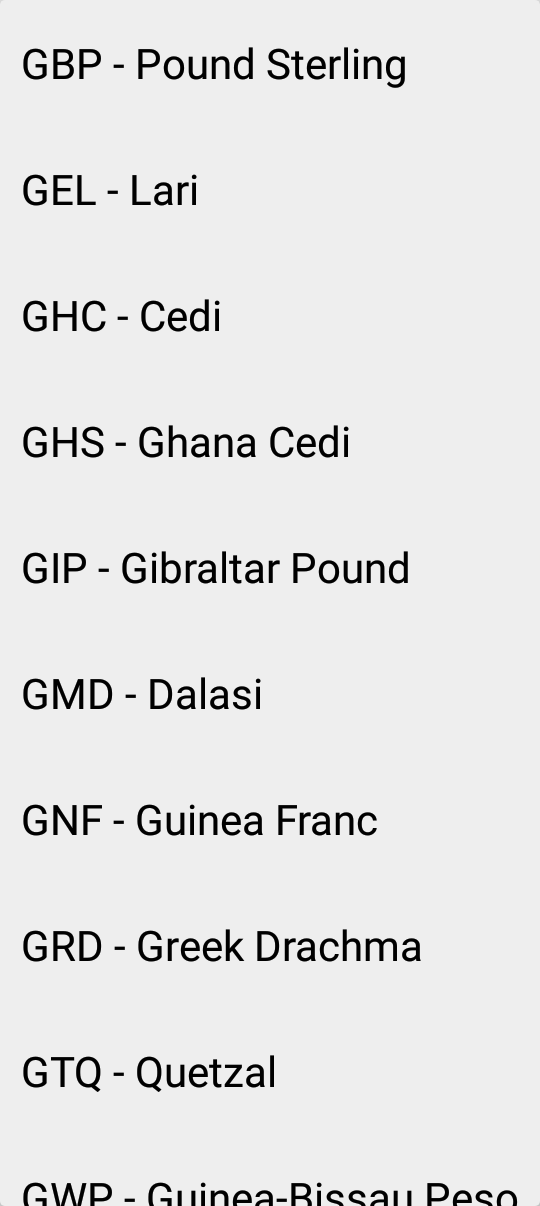 GBP - Pound Sterling
GEL - Lari
GHC - Cedi
GHS - Ghana Cedi
GIP - Gibraltar Pound
GMD - Dalasi
GNF - Guinea Franc
GRD - Greek Drachma
GTQ - Quetzal
GWP - Guinea-Bissau Peso